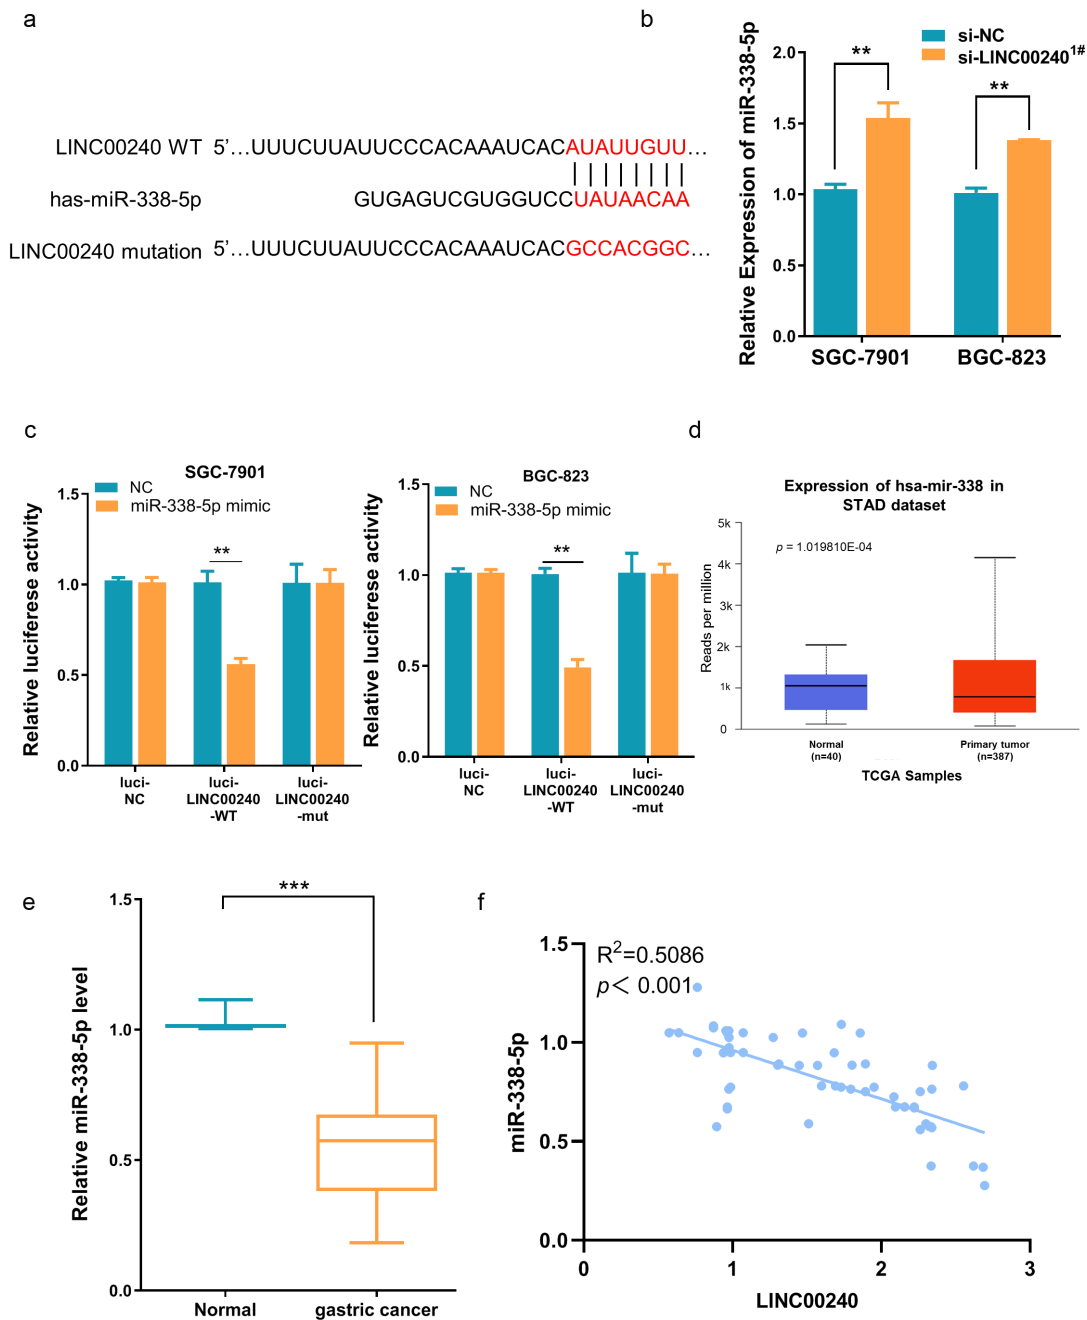 a
LINC00240 WT 5'...UUUCUUAUUCCCACAAAUCACAUAUUGUU...
has-miR-338-5p GUGAGUCGUGGUCCUAUAACAA
LINC00240 mutation 5'...UUUCUUAUUCCCACAAAUCACGCCACGGC...
b
si-NC
si-LINC00240 1#
Relative Expression of miR-338-5p
2.0
1.5
1.0
0.5
0.0
**
**
SGC-7901
BGC-823
c
SGC-7901
NC
miR-338-5p mimic
Relative luciferese activity
1.5
1.0
0.5
0.0
**
luci-
NC
luci-
LINC00240
-WT
luci-
LINC00240
-mut
BGC-823
NC
miR-338-5p mimic
Relative luciferese activity
1.5
1.0
0.5
0.0
**
luci-
NC
luci-
LINC00240
-WT
luci-
LINC00240
-mut
d
Expression of hsa-mir-338 in
STAD dataset
p = 1.019810E-04
Reads per million
5k
4k
3k
2k
1k
0
Normal
(n=40)
Primary tumor
(n=387)
TCGA Samples
e
Relative miR-338-5p level
1.5
1.0
0.5
0.0
***
Normal
gastric cancer
f
R2=0.5086
p< 0.001
miR-338-5p
1.5
1.0
0.5
0.0
0
1
2
3
LINC00240